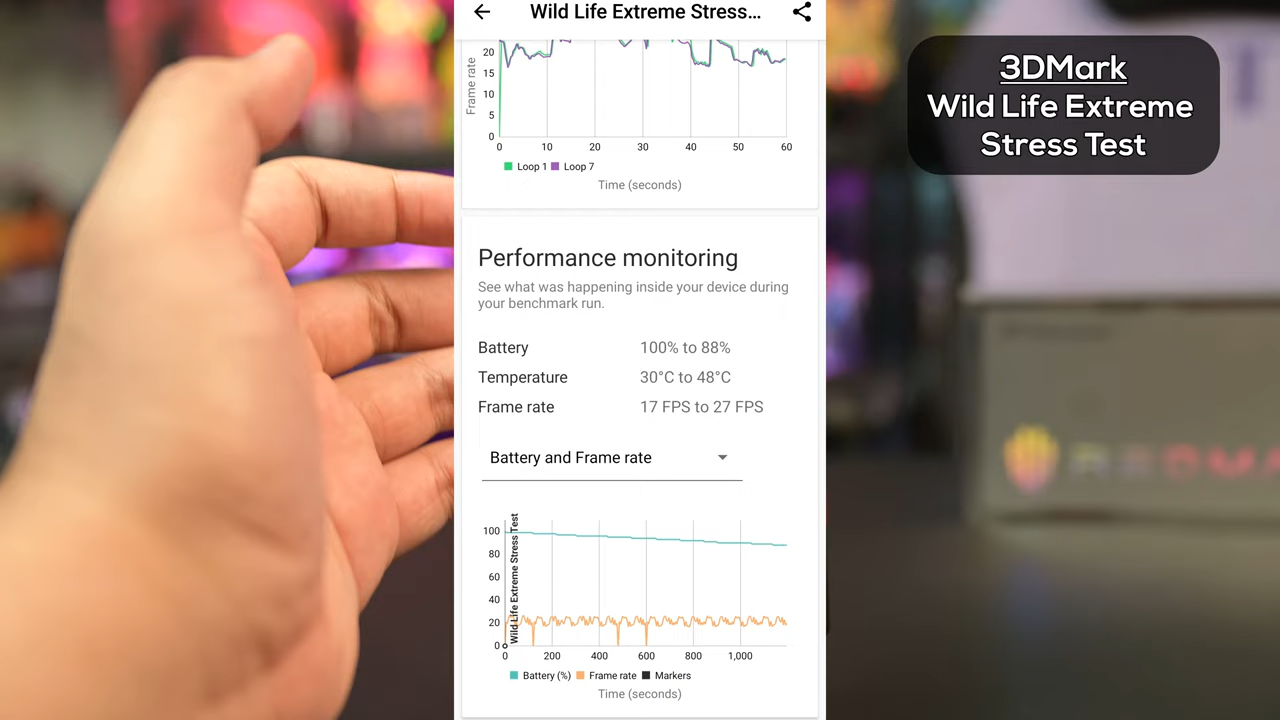 Wild Life Extreme Stress...
3DMark
Wild Life Extreme
Stress Test
Frame rate
20
15
10
5
0
0 10 20 30 40 50 60
Loop 1 Loop 7
Time (seconds)
Performance monitoring
See what was happening inside your device during
your benchmark run.
Battery 100% to 88%
Temperature 30°C to 48°C
Frame rate 17 FPS to 27 FPS
Battery and Frame rate
Wild Life Extreme Stress Test
100
80
60
40
20
0
0 200 400 600 800 1,000
Battery (%) Frame rate Markers
Time (seconds)